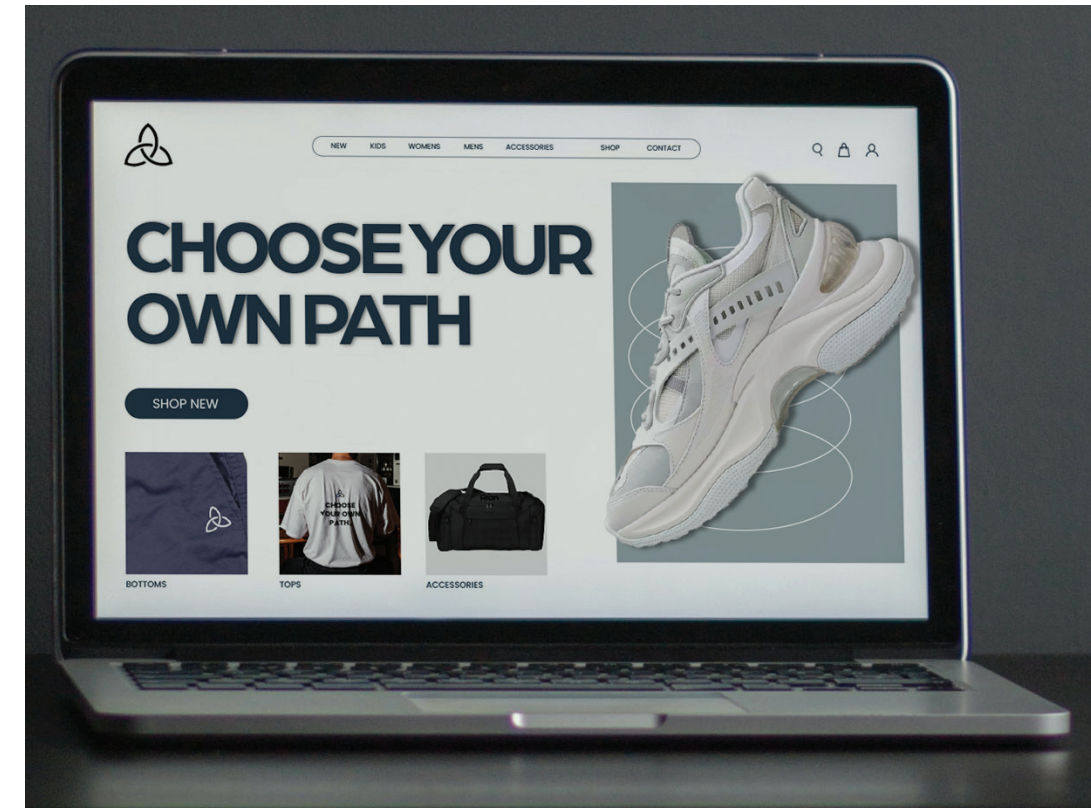 NEW KIDS WOMENS MENS ACCESSORIES SHOP CONTACT
CHOOSE YOUR
OWN PATH
SHOP NEW
CHOOSE
YOUR OWN
PATH.
BOTTOMS
TOPS
ACCESSORIES